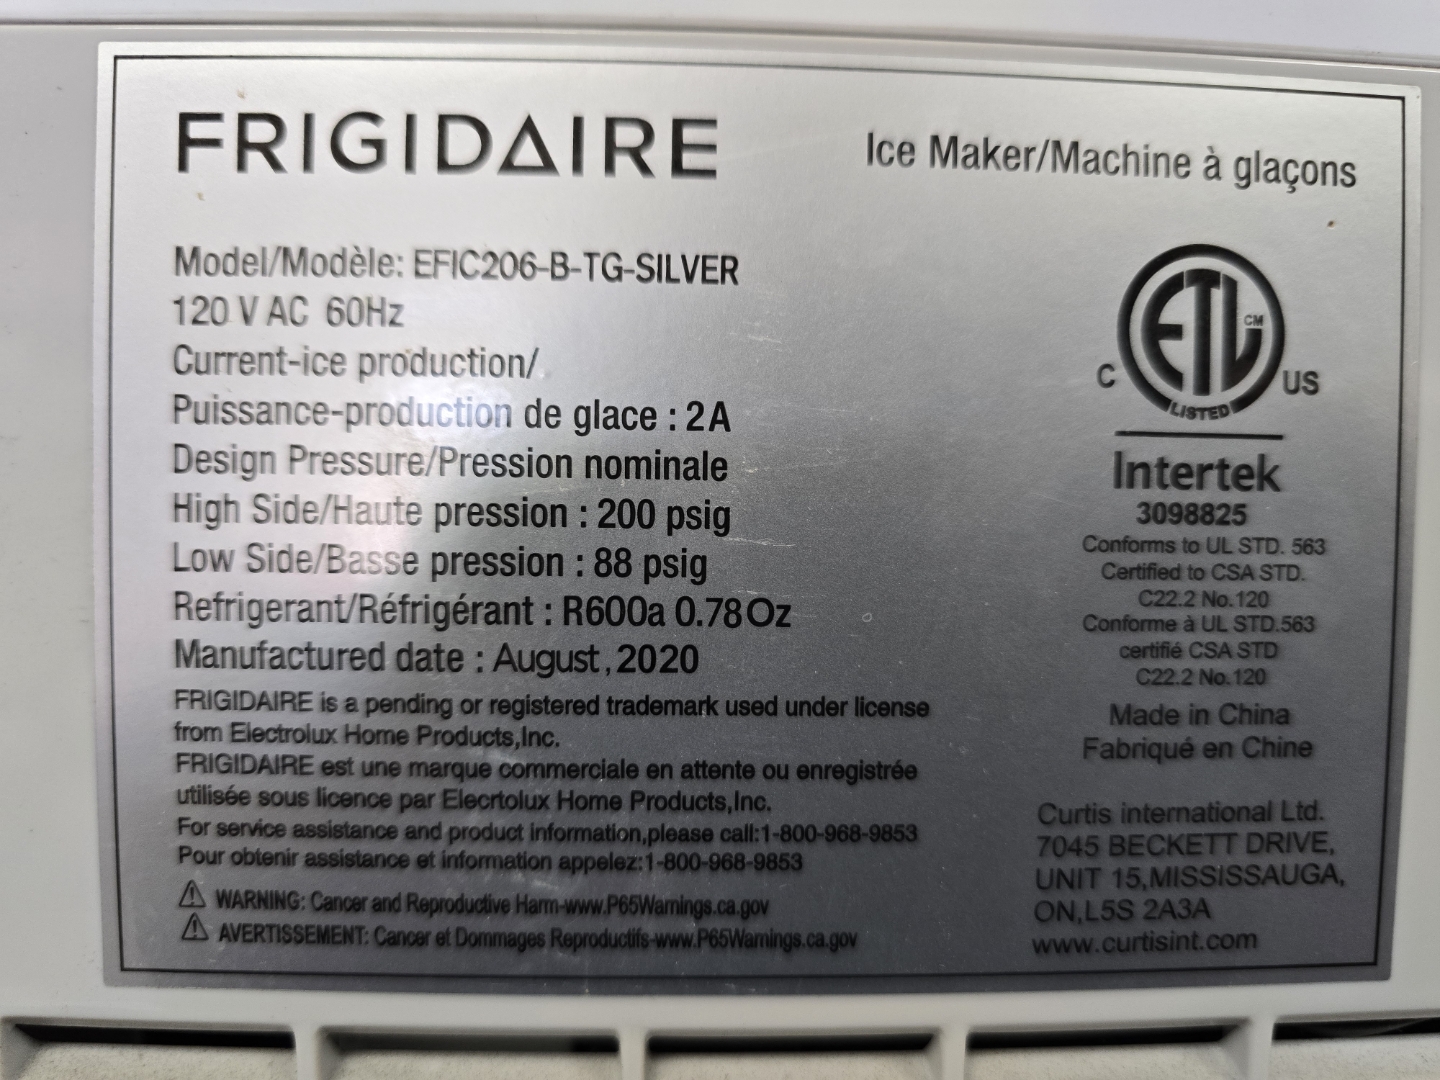 FRIGIDAIRE
Ice Maker/Machine à glaçons
Model/Modèle: EFIC206-B-TG-SILVER
120 V AC 60Hz
Current-ice production/
Puissance-production de glace : 2A
Design Pressure/Pression nominale
High Side/Haute pression : 200 psig
Low Side/Basse pression : 88 psig
Refrigerant/Réfrigérant : R600a 0.78Oz
Manufactured date : August, 2020
FRIGIDAIRE is a pending or registered trademark used under license
from Electrolux Home Products,Inc.
FRIGIDAIRE est une marque commerciale en attente ou enregistrée
utilisée sous licence par Elecrtolux Home Products,Inc.
For service assistance and product information,please call:1-800-968-9853
Pour obtenir assistance et information appelez:1-800-968-9853
WARNING: Cancer and Reproductive Harm-www.P65Warnings.ca.gov
AVERTISSEMENT: Cancer et Dommages Reproductifs-www.P65Warnings.ca.gov
ETL CM
C US
LISTED
Intertek
3098825
Conforms to UL STD. 563
Certified to CSA STD.
C22.2 No.120
Conforme à UL STD.563
certifié CSA STD
C22.2 No.120
Made in China
Fabriqué en Chine
Curtis international Ltd.
7045 BECKETT DRIVE,
UNIT 15,MISSISSAUGA,
ON,L5S 2A3A
www.curtisint.com